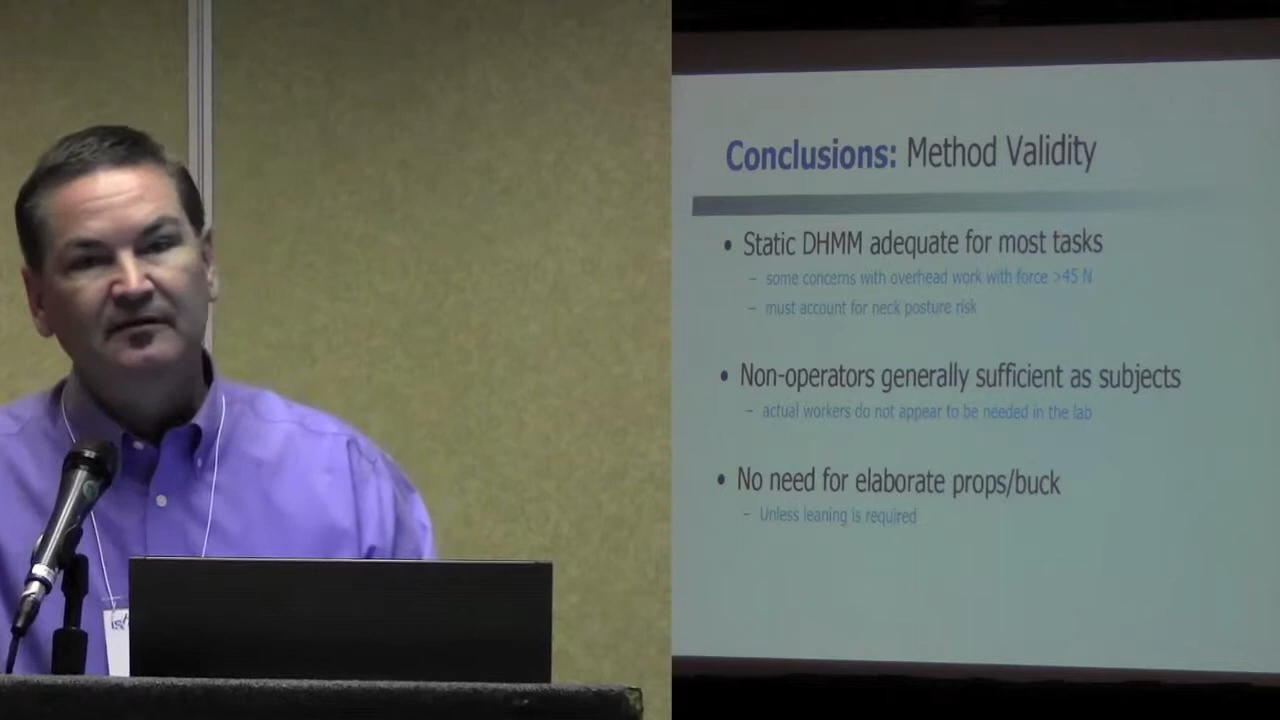 Conclusions: Method Validity
• Static DHMM adequate for most tasks
– some concerns with overhead work with force >45 N
– must account for neck posture risk
• Non-operators generally sufficient as subjects
– actual workers do not appear to be needed in the lab
• No need for elaborate props/buck
– Unless leaning is required